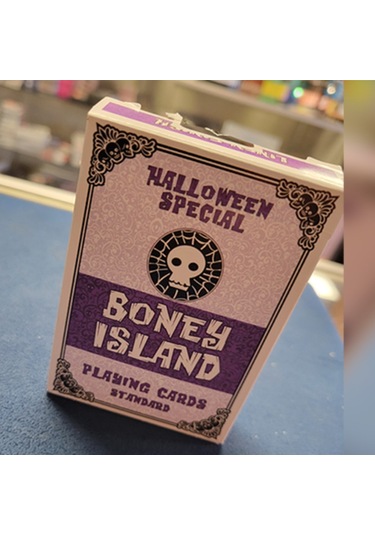 HALLOWEEN
SPECIAL
BONEY
ISLAND
PLAYING CARDS
STANDARD